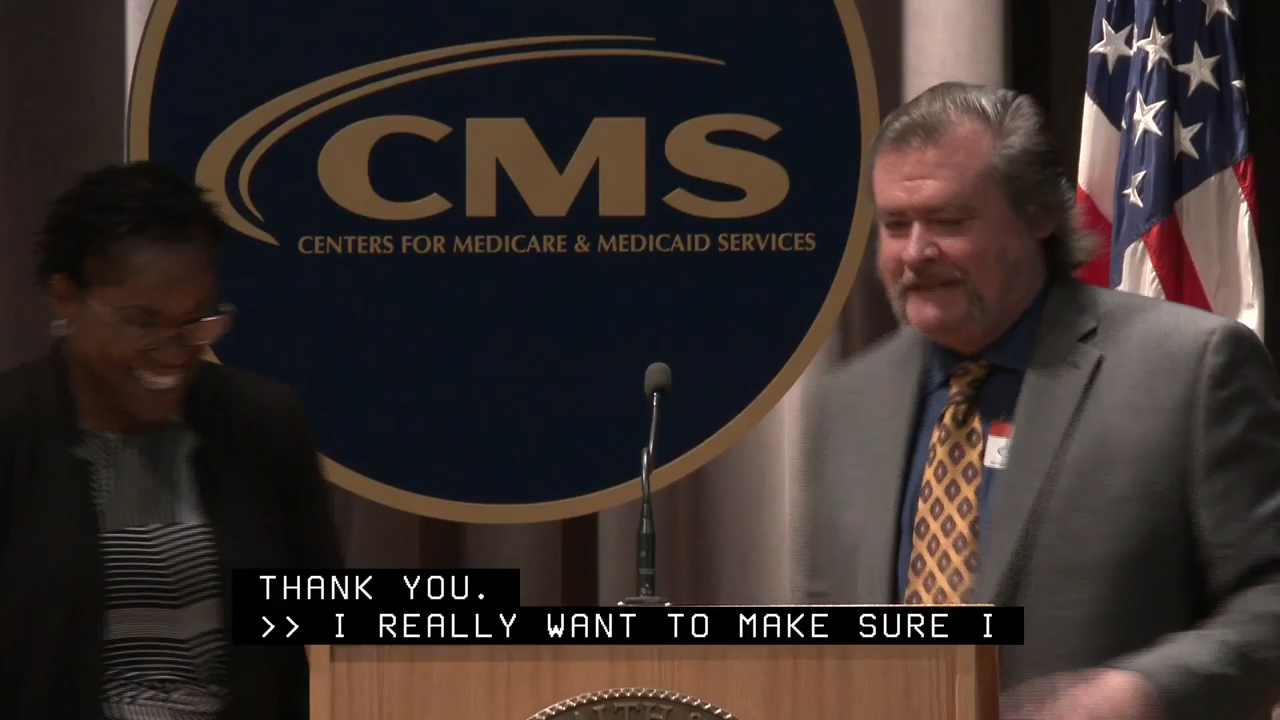 CMS
CENTERS FOR MEDICARE & MEDICAID SERVICES
THANK YOU.
>> I REALLY WANT TO MAKE SURE I